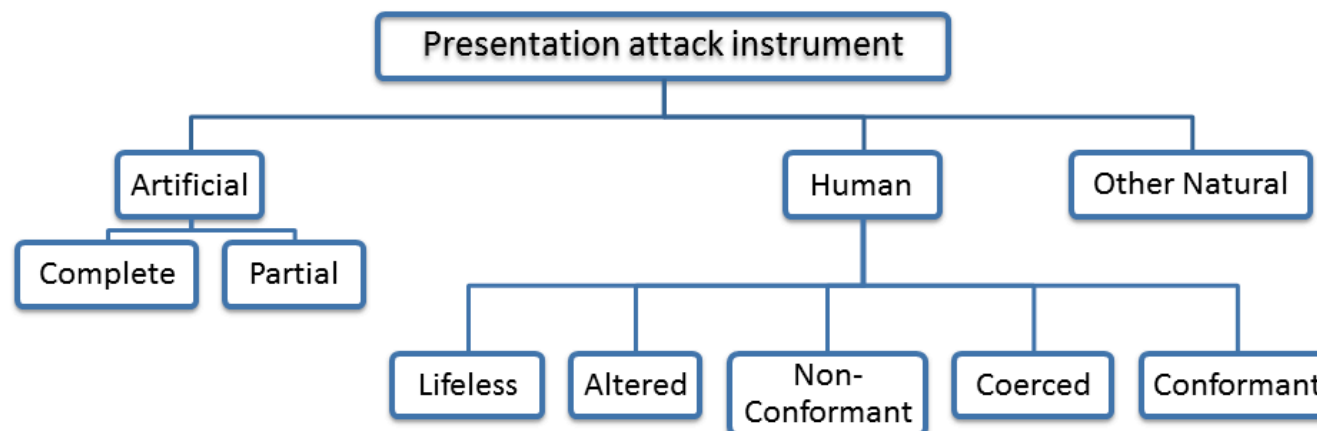 Presentation attack instrument
Artificial
Human
Other Natural
Complete
Partial
Lifeless
Altered
Non-
Conformant
Coerced
Conformant